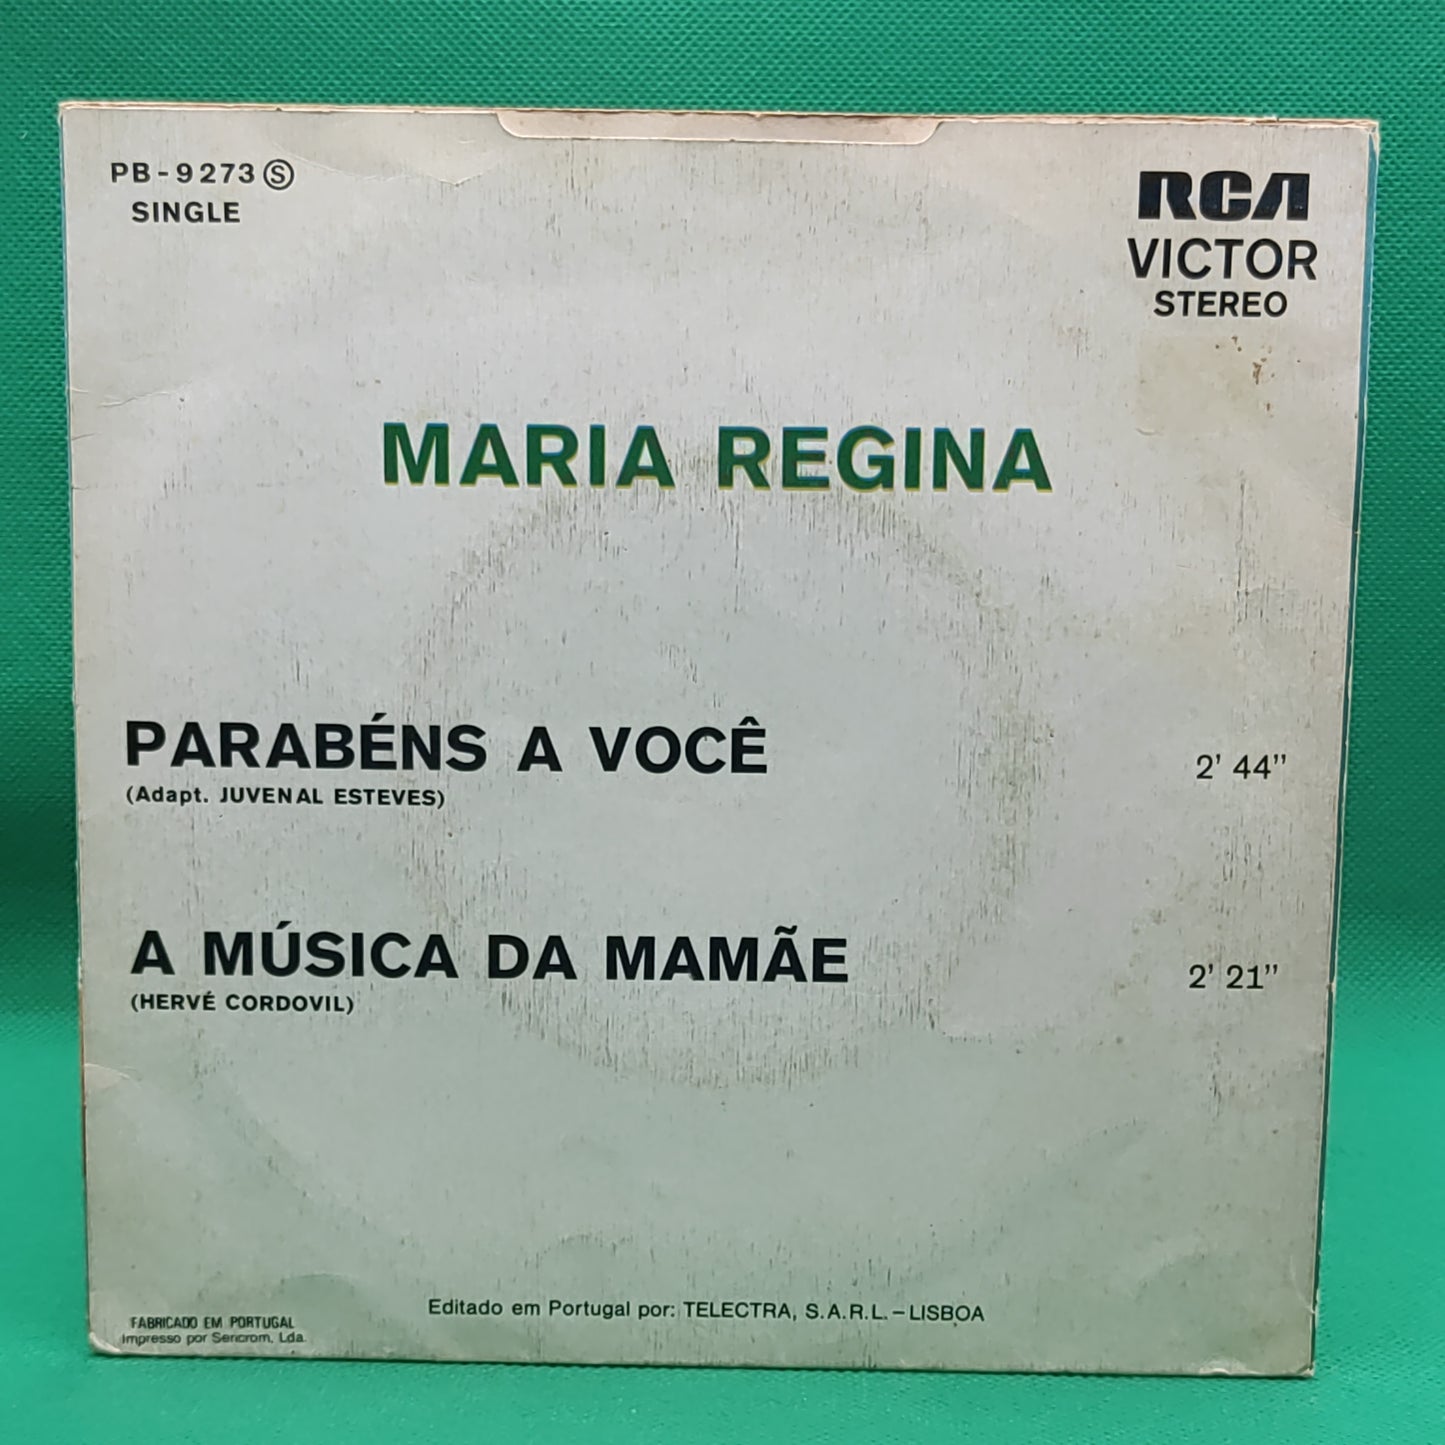 PB-9273 Ⓢ
SINGLE
RCA
VICTOR
STEREO
MARIA REGINA
PARABÉNS A VOCÊ 2' 44"
(Adapt. JUVENAL ESTEVES)
A MÚSICA DA MAMÃE 2' 21"
(HERVÉ CORDOVIL)
Editado em Portugal por: TELECTRA, S.A.R.L. – LISBOA
FABRICADO EM PORTUGAL
Impresso por Sericrom, Lda.